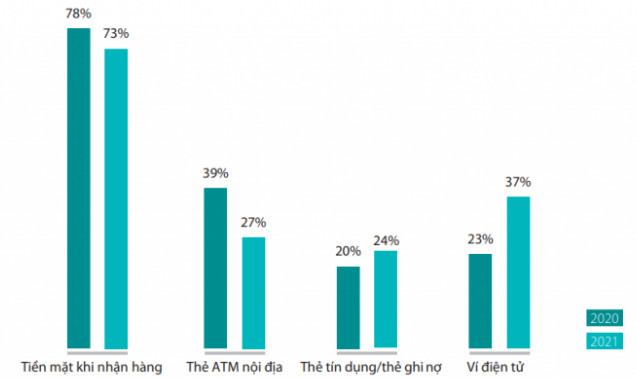 78%
73%
39%
27%
20%
24%
23%
37%
2020
2021
Tiền mặt khi nhận hàng
Thẻ ATM nội địa
Thẻ tín dụng/thẻ ghi nợ
Ví điện tử